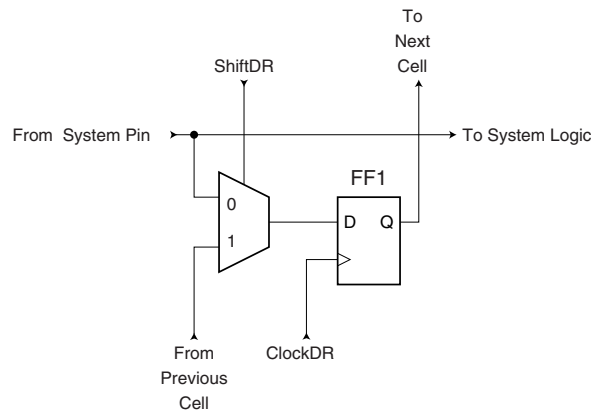 To
Next
Cell
ShiftDR
From System Pin
To System Logic
FF1
0
D Q
1
From
Previous
Cell
ClockDR